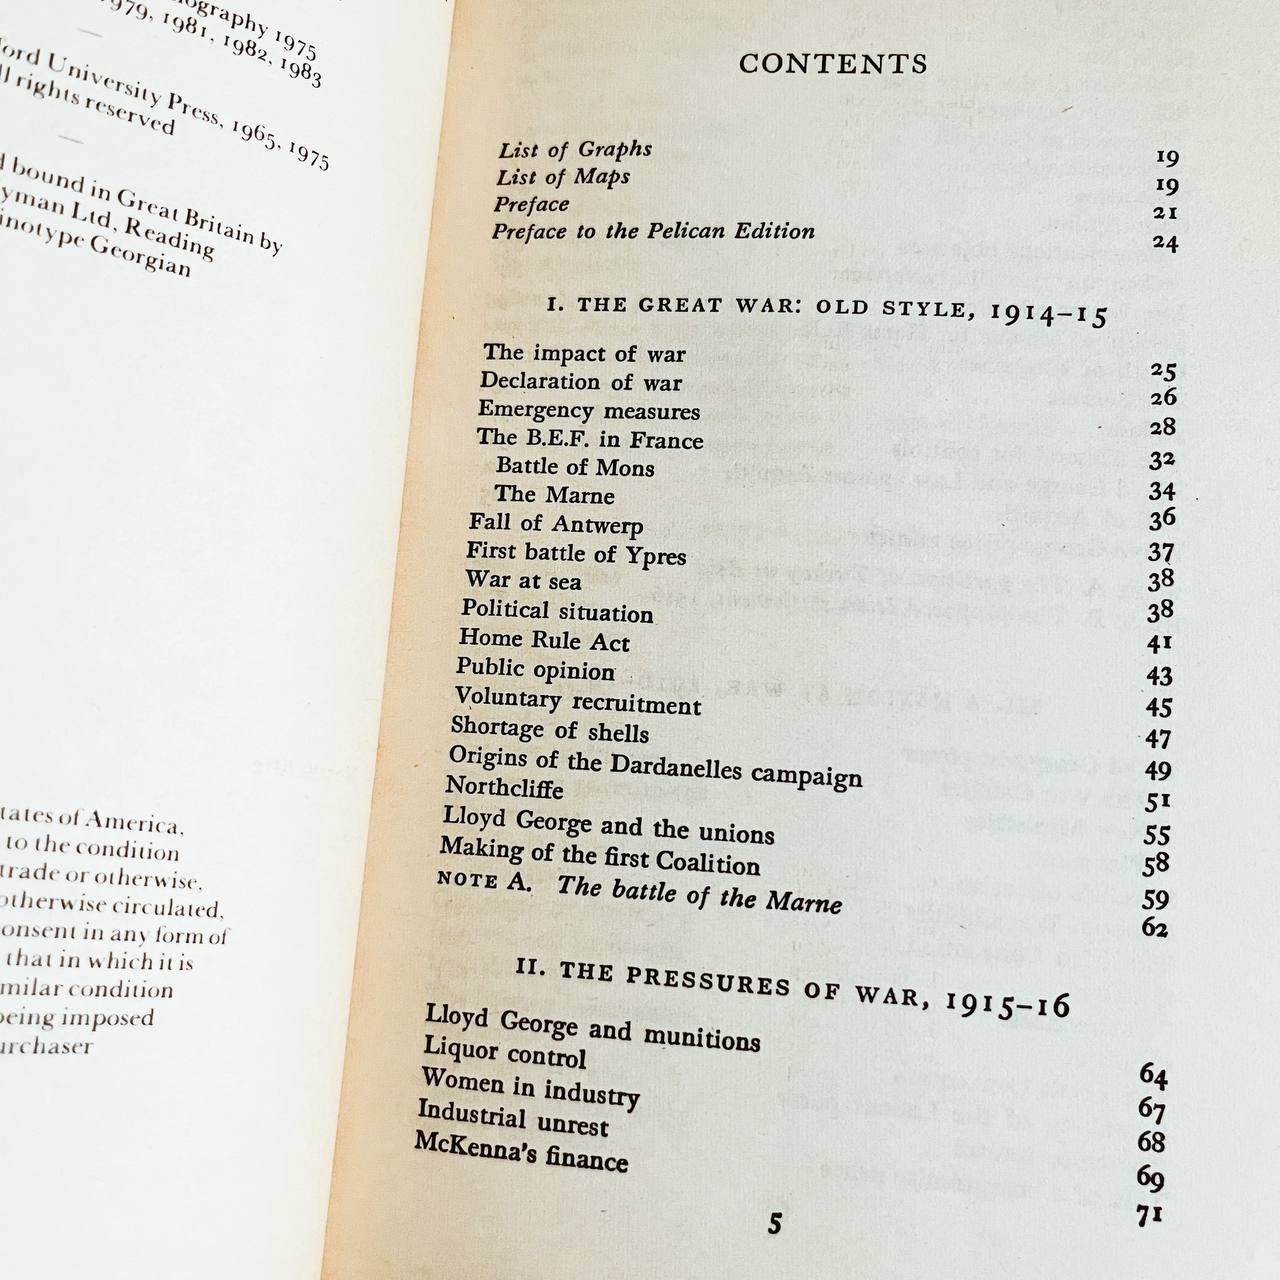 ography 1975
979, 1981, 1982, 1983
ord University Press, 1965, 1975
ll rights reserved
d bound in Great Britain by
yman Ltd, Reading
inotype Georgian
tates of America,
to the condition
trade or otherwise,
otherwise circulated,
onsent in any form of
that in which it is
milar condition
being imposed
urchaser
CONTENTS
List of Graphs 19
List of Maps 19
Preface 21
Preface to the Pelican Edition 24
I. THE GREAT WAR: OLD STYLE, 1914–15
The impact of war 25
Declaration of war 26
Emergency measures 28
The B.E.F. in France 32
Battle of Mons 34
The Marne 36
Fall of Antwerp 37
First battle of Ypres 38
War at sea 38
Political situation 41
Home Rule Act 43
Public opinion 45
Voluntary recruitment 47
Shortage of shells 49
Origins of the Dardanelles campaign 51
Northcliffe 55
Lloyd George and the unions 58
Making of the first Coalition 59
NOTE A. The battle of the Marne 62
II. THE PRESSURES OF WAR, 1915–16
Lloyd George and munitions 64
Liquor control 67
Women in industry 68
Industrial unrest 69
McKenna's finance 71
5